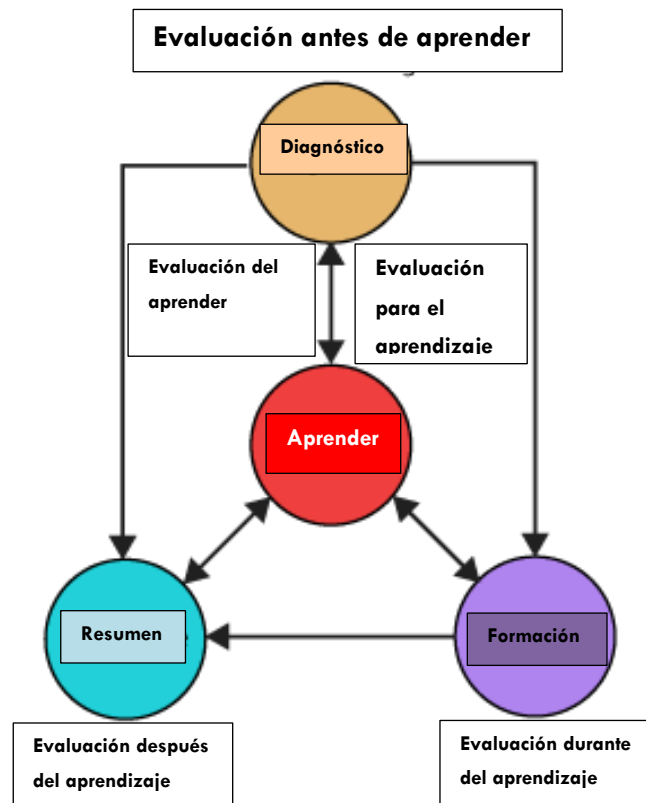 Evaluación antes de aprender
Diagnóstico
Evaluación del
aprender
Evaluación
para el
aprendizaje
Aprender
Resumen
Formación
Evaluación después
del aprendizaje
Evaluación durante
del aprendizaje